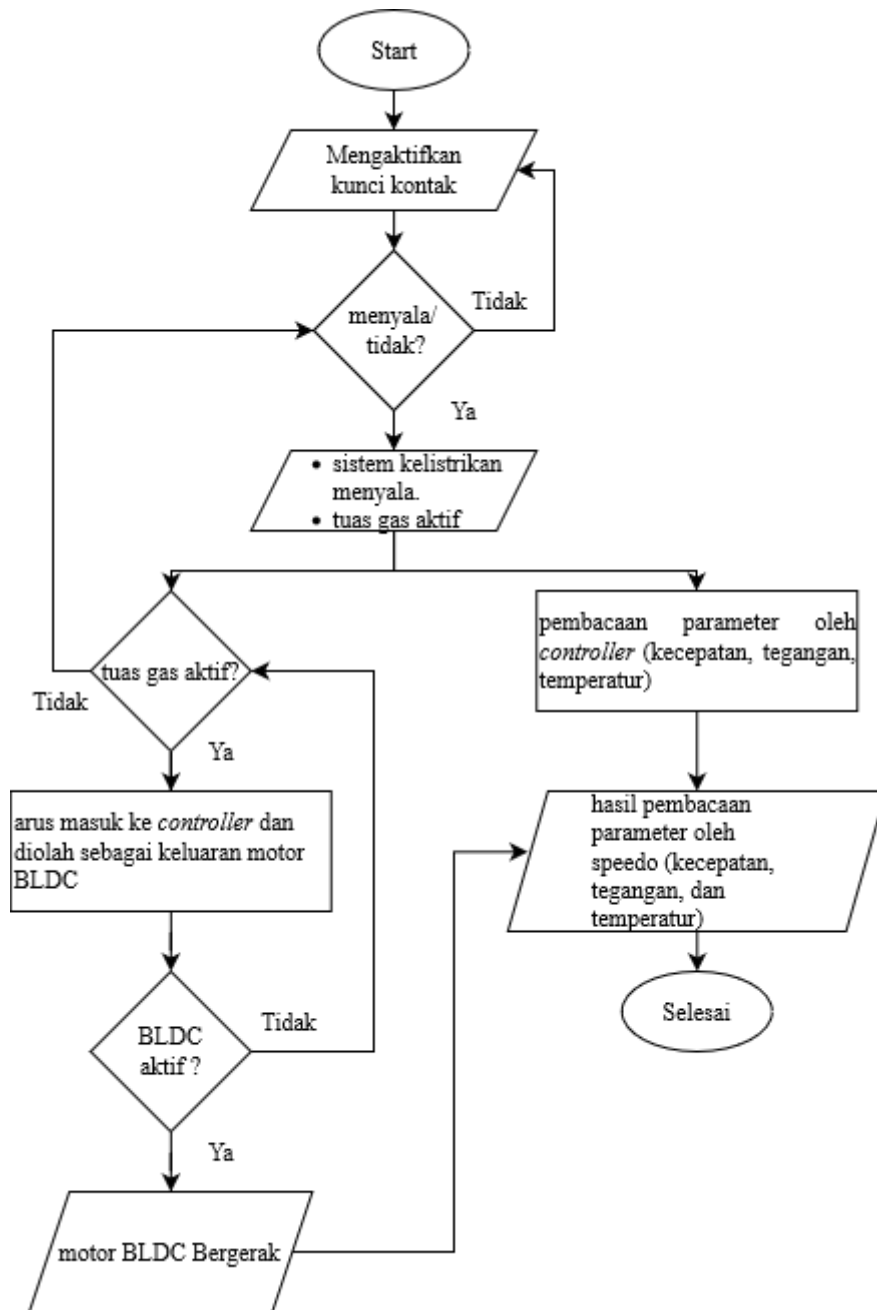 Start
Mengaktifkan
kunci kontak
menyala/
tidak?
Tidak
Ya
• sistem kelistrikan
menyala.
• tuas gas aktif
tuas gas aktif?
Tidak
Ya
arus masuk ke controller dan
diolah sebagai keluaran motor
BLDC
BLDC
aktif ?
Tidak
Ya
motor BLDC Bergerak
pembacaan parameter oleh
controller (kecepatan, tegangan,
temperatur)
hasil pembacaan
parameter oleh
speedo (kecepatan,
tegangan, dan
temperatur)
Selesai